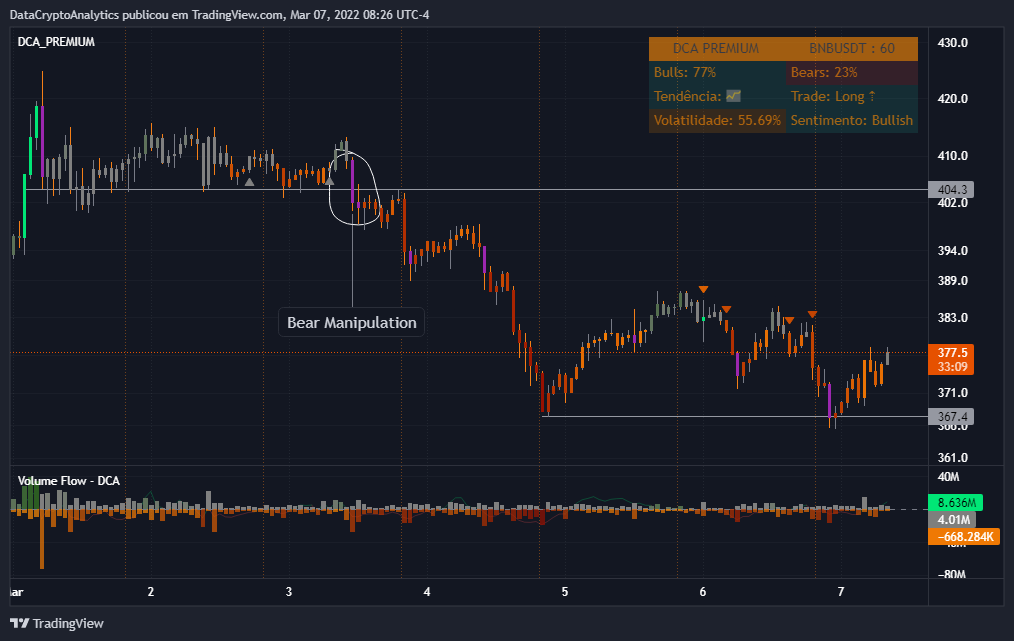 DataCryptoAnalytics publicou em TradingView.com, Mar 07, 2022 08:26 UTC-4
DCA_PREMIUM
DCA PREMIUM BNBUSDT : 60
Bulls: 77% Bears: 23%
Tendência: Trade: Long ↑
Volatilidade: 55.69% Sentimento: Bullish
430.0
420.0
410.0
404.3
402.0
394.0
389.0
Bear Manipulation
383.0
377.5
33:09
371.0
367.4
366.0
361.0
Volume Flow - DCA
40M
8.636M
4.01M
−668.284K
−80M
2 3 4 5 6 7
TradingView